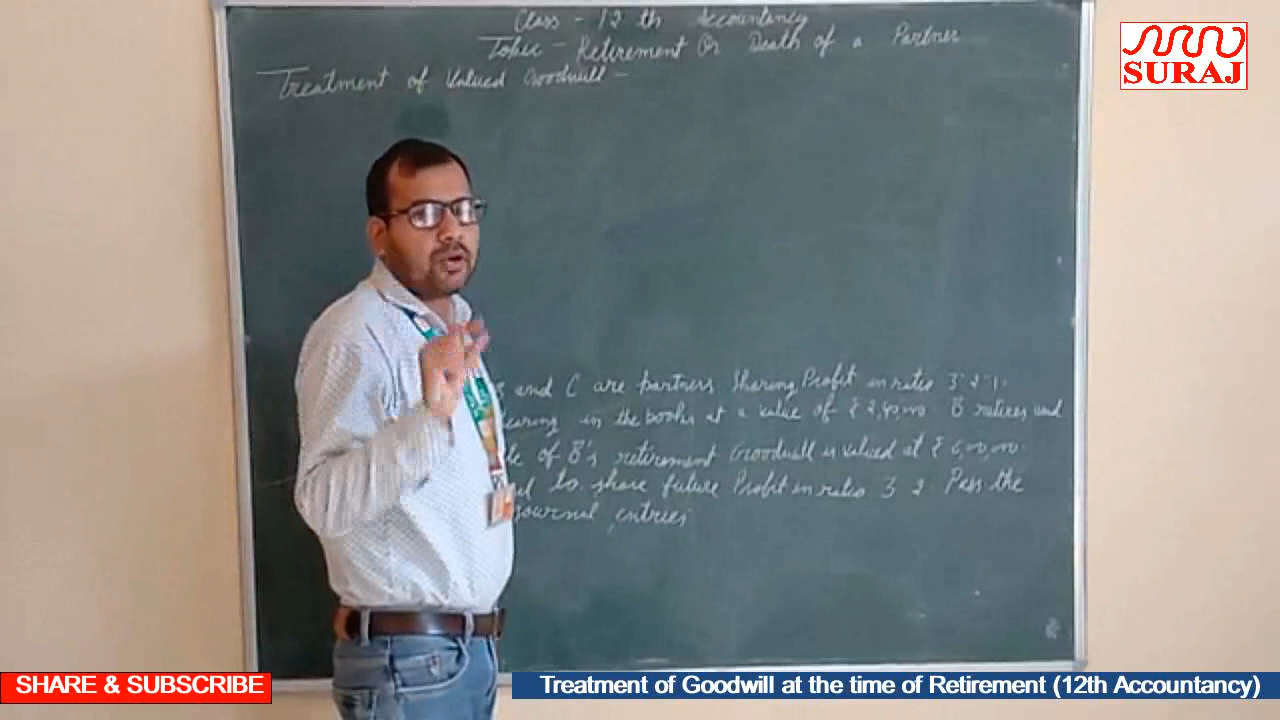 Class - 12 th Accountancy
Topic - Retirement Or Death of a Partner
Treatment of Valued Goodwill -
SURAJ
and C are partners Sharing Profit in ratio 3:2:1.
in the books at a value of ₹ 2,40,000 B retires and
of B's retirement Goodwill is valued at ₹ 6,00,000.
to share future Profit in ratio 3:2. Pass the
Journal entries
SHARE & SUBSCRIBE
Treatment of Goodwill at the time of Retirement (12th Accountancy)